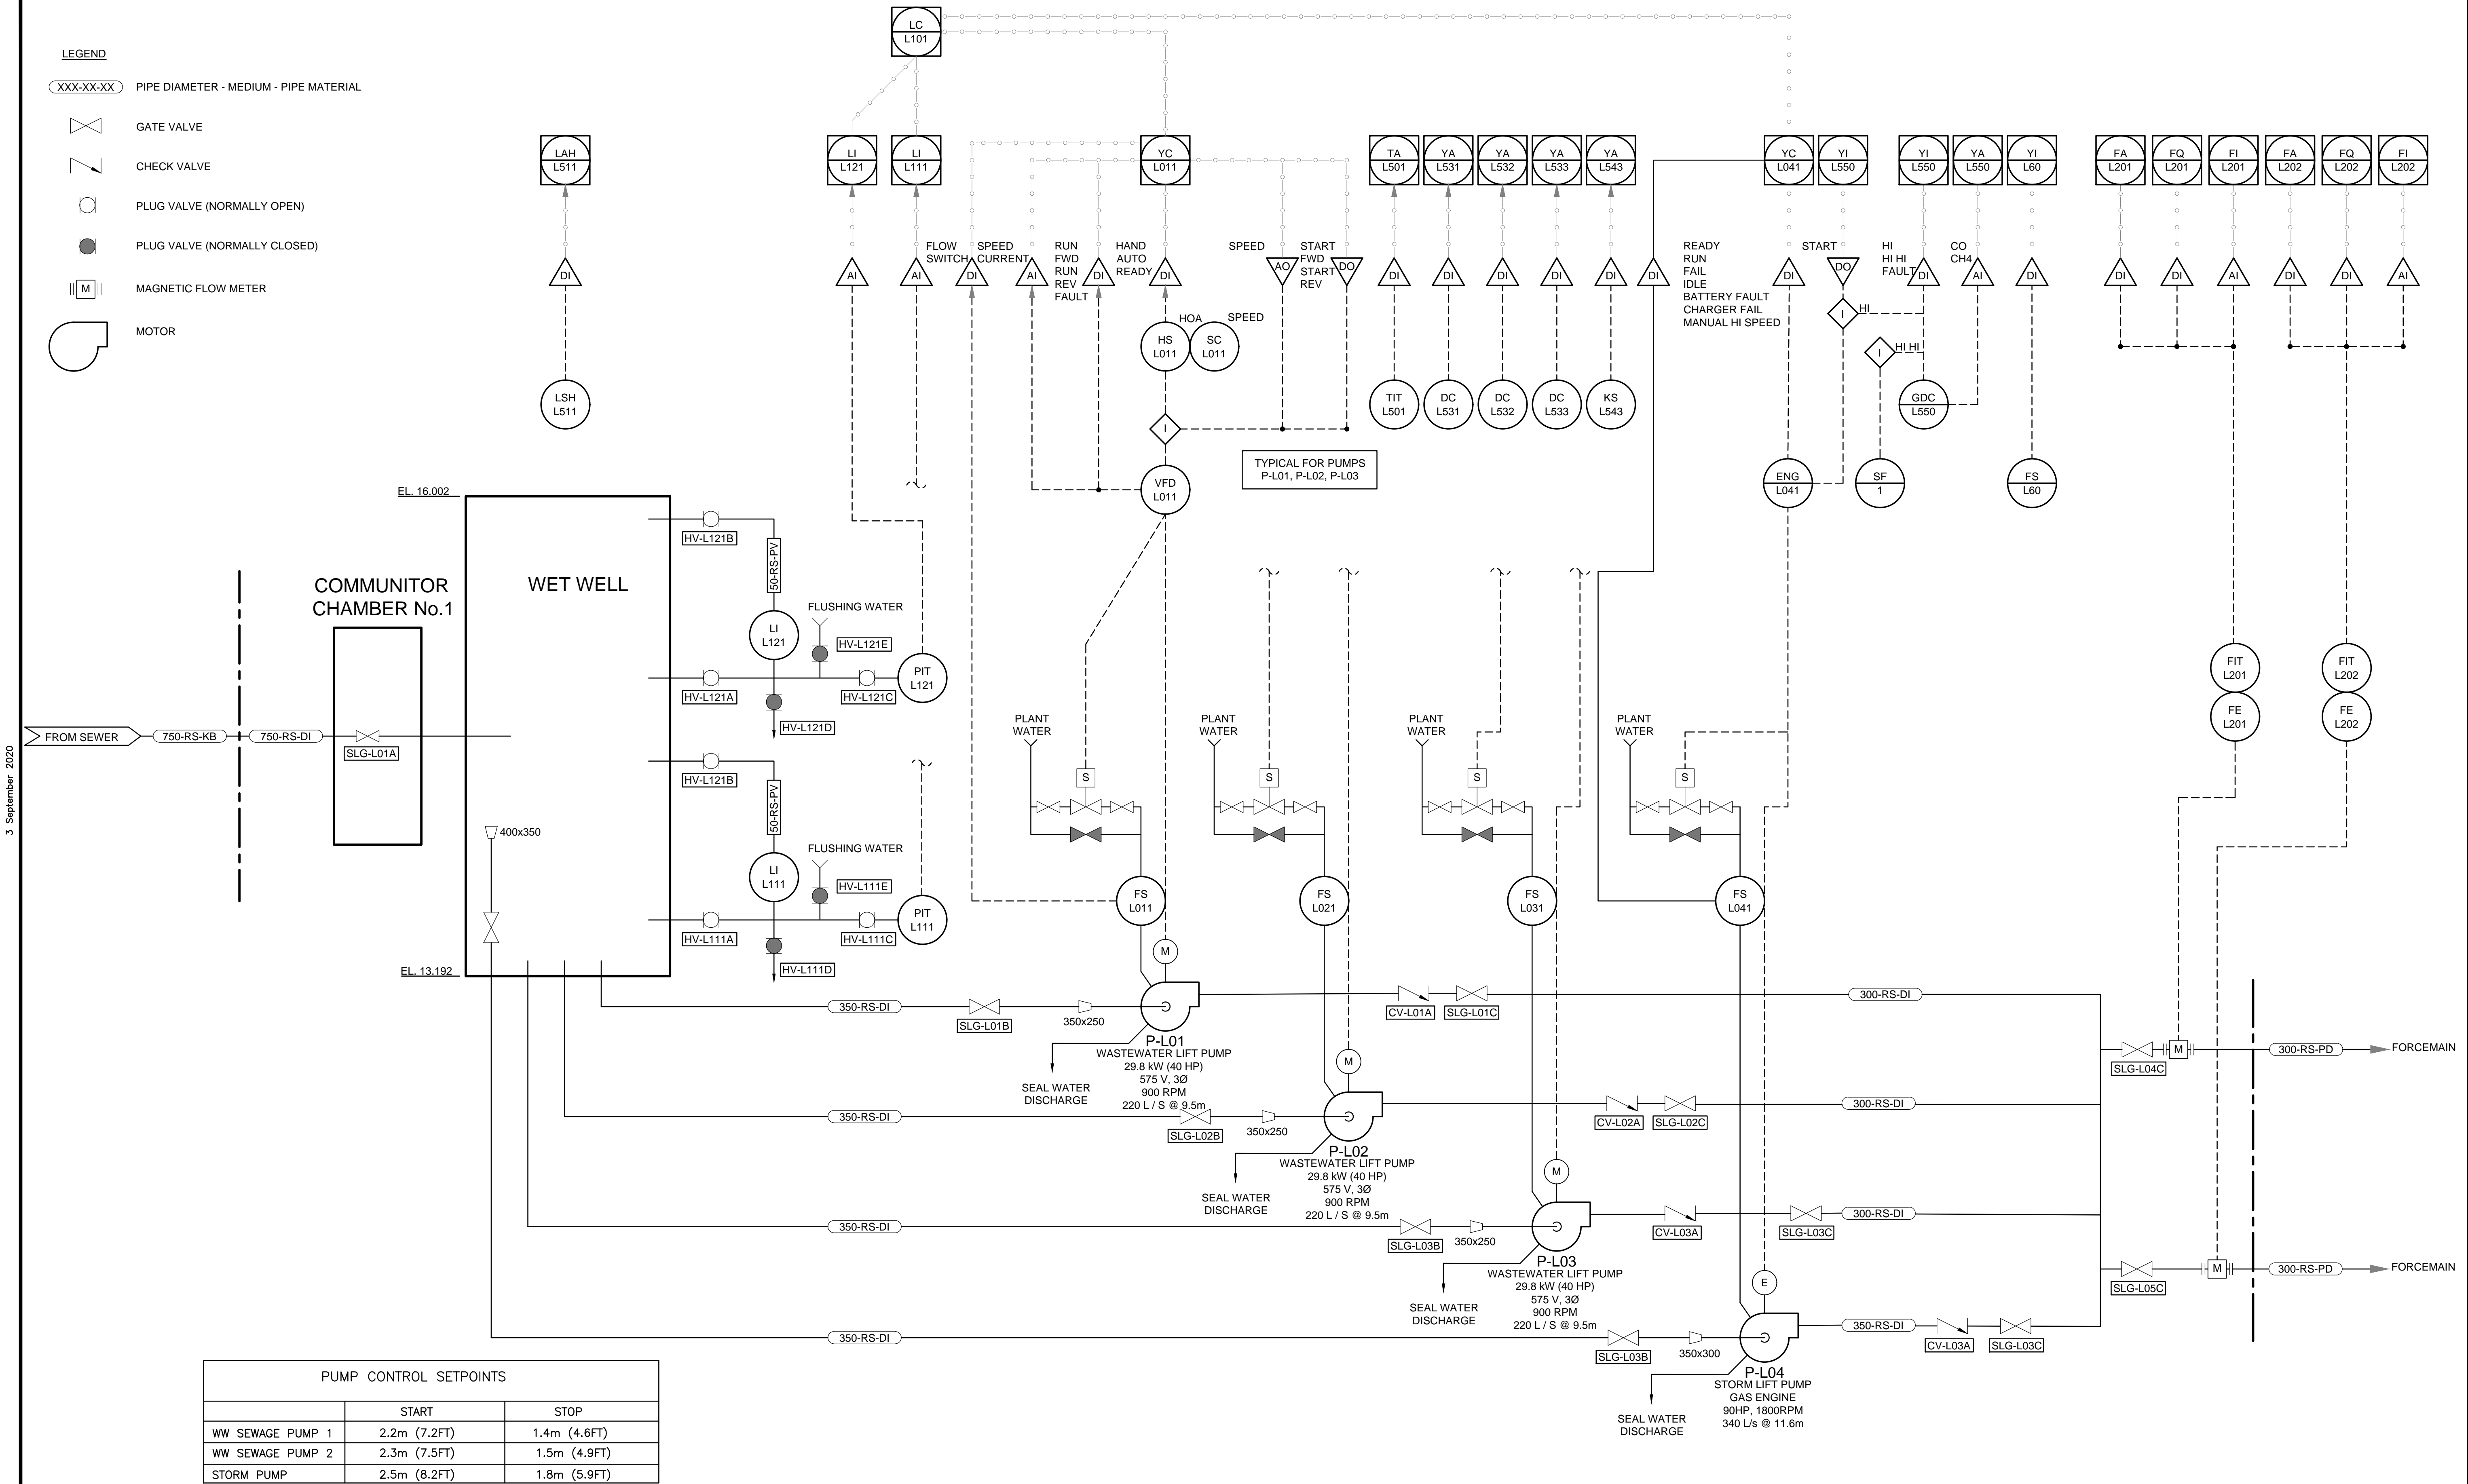 LEGEND
XXX-XX-XX PIPE DIAMETER - MEDIUM - PIPE MATERIAL
GATE VALVE
CHECK VALVE
PLUG VALVE (NORMALLY OPEN)
PLUG VALVE (NORMALLY CLOSED)
M MAGNETIC FLOW METER
MOTOR
3 September 2020
LC
L101
LAH
L511
LI
L121
LI
L111
YC
L011
TA
L501
YA
L531
YA
L532
YA
L533
YA
L543
YC
L041
YI
L550
YI
L550
YA
L550
YI
L60
FA
L201
FQ
L201
FI
L201
FA
L202
FQ
L202
FI
L202
DI
AI
AI
FLOW
SWITCH
DI
SPEED
CURRENT
AI
RUN
FWD
RUN
REV
FAULT
DI
HAND
AUTO
READY
DI
SPEED
AO
START
FWD
START
REV
DO
DI
DI
DI
DI
DI
DI
READY
RUN
FAIL
IDLE
BATTERY FAULT
CHARGER FAIL
MANUAL HI SPEED
DI
START
DO
HI
HI HI
FAULT
DI
CO
CH4
AI
DI
DI
DI
AI
DI
DI
AI
HS
L011
HOA
SC
L011
SPEED
I
HI
I
HI HI
LSH
L511
TIT
L501
DC
L531
DC
L532
DC
L533
KS
L543
GDC
L550
I
TYPICAL FOR PUMPS
P-L01, P-L02, P-L03
VFD
L011
ENG
L041
SF
1
FS
L60
EL. 16.002
WET WELL
COMMUNITOR
CHAMBER No.1
FROM SEWER
750-RS-KB
750-RS-DI
SLG-L01A
400x350
EL. 13.192
HV-L121B
50-RS-PV
LI
L121
FLUSHING WATER
HV-L121E
HV-L121A
HV-L121C
PIT
L121
HV-L121D
HV-L121B
50-RS-PV
LI
L111
FLUSHING WATER
HV-L111E
HV-L111A
HV-L111C
PIT
L111
HV-L111D
PLANT
WATER
S
PLANT
WATER
S
PLANT
WATER
S
PLANT
WATER
S
FS
L011
FS
L021
FS
L031
FS
L041
FIT
L201
FE
L201
FIT
L202
FE
L202
350-RS-DI
SLG-L01B
350x250
M
P-L01
WASTEWATER LIFT PUMP
29.8 kW (40 HP)
575 V, 3Ø
900 RPM
220 L / S @ 9.5m
SEAL WATER
DISCHARGE
CV-L01A
SLG-L01C
300-RS-DI
350-RS-DI
SLG-L02B
350x250
M
P-L02
WASTEWATER LIFT PUMP
29.8 kW (40 HP)
575 V, 3Ø
900 RPM
220 L / S @ 9.5m
SEAL WATER
DISCHARGE
CV-L02A
SLG-L02C
300-RS-DI
350-RS-DI
SLG-L03B
350x250
M
P-L03
WASTEWATER LIFT PUMP
29.8 kW (40 HP)
575 V, 3Ø
900 RPM
220 L / S @ 9.5m
SEAL WATER
DISCHARGE
CV-L03A
SLG-L03C
300-RS-DI
350-RS-DI
SLG-L03B
350x300
E
P-L04
STORM LIFT PUMP
GAS ENGINE
90HP, 1800RPM
340 L/s @ 11.6m
SEAL WATER
DISCHARGE
350-RS-DI
CV-L03A
SLG-L03C
SLG-L04C
M
300-RS-PD
FORCEMAIN
SLG-L05C
M
300-RS-PD
FORCEMAIN
PUMP CONTROL SETPOINTS
START STOP
WW SEWAGE PUMP 1 2.2m (7.2FT) 1.4m (4.6FT)
WW SEWAGE PUMP 2 2.3m (7.5FT) 1.5m (4.9FT)
STORM PUMP 2.5m (8.2FT) 1.8m (5.9FT)